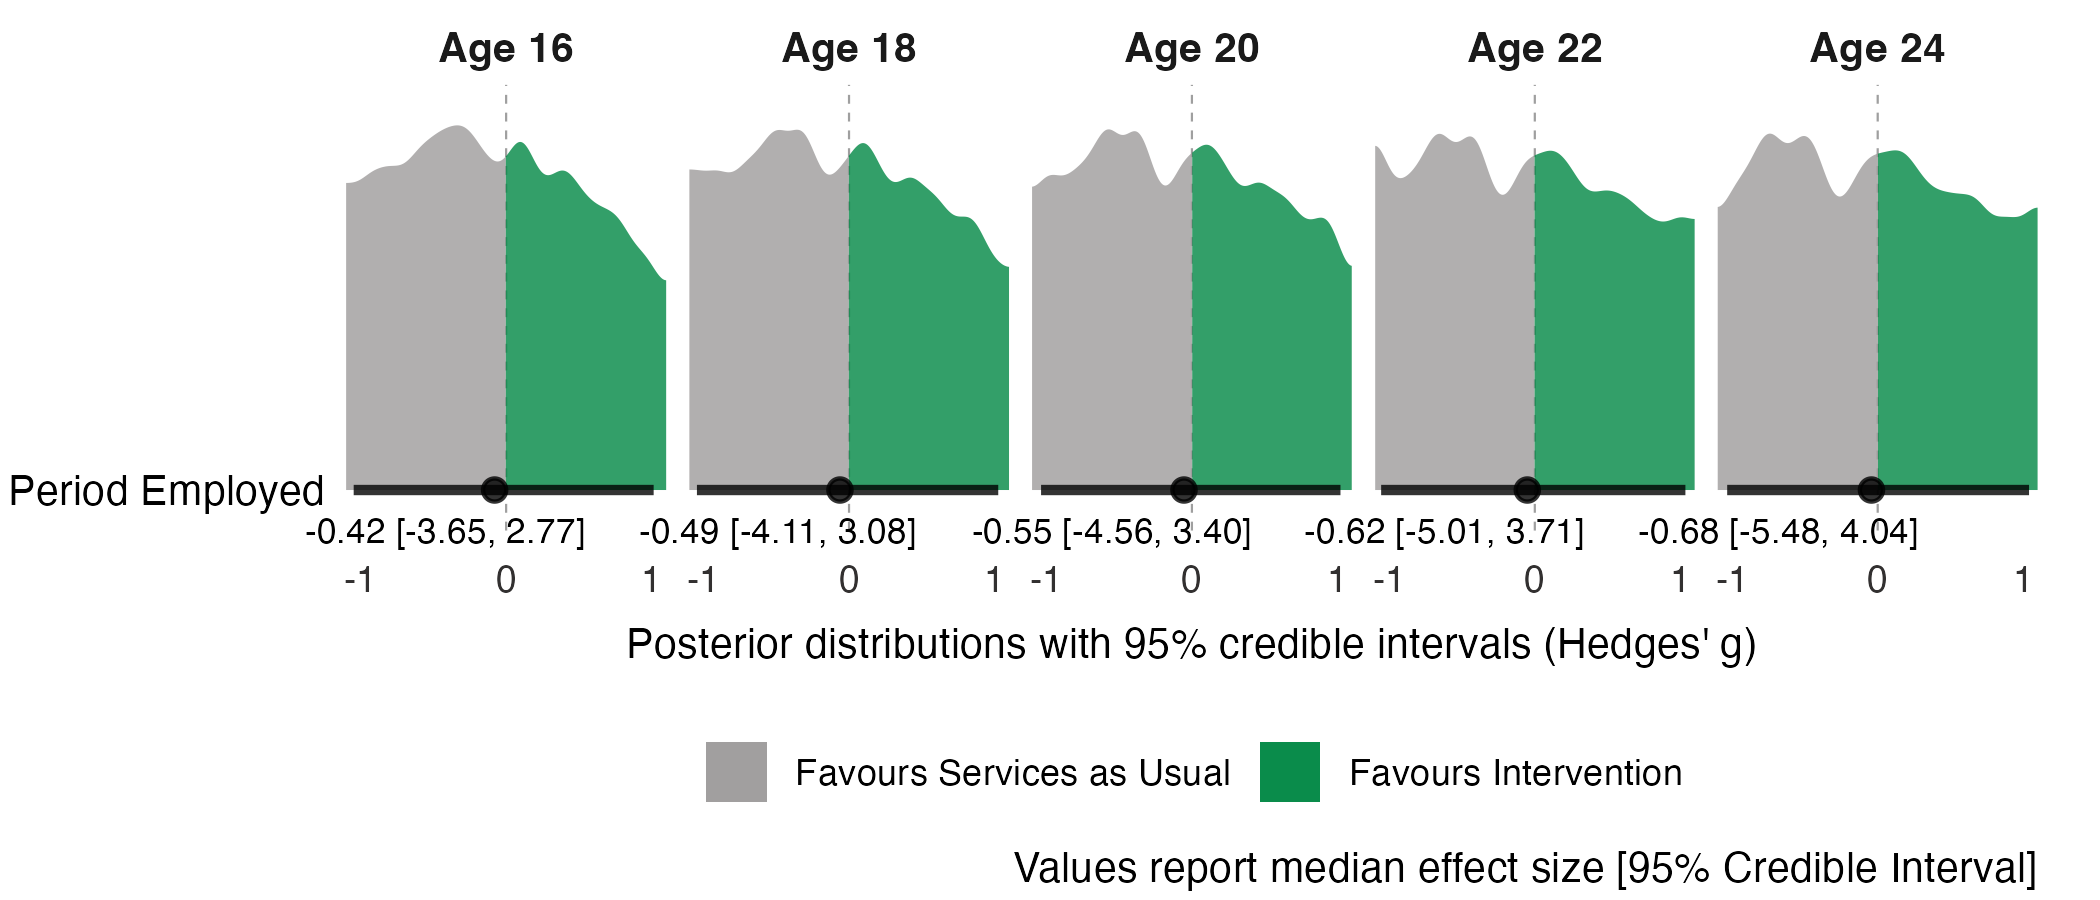 Age 16 Age 18 Age 20 Age 22 Age 24
Period Employed
-0.42 [-3.65, 2.77] -0.49 [-4.11, 3.08] -0.55 [-4.56, 3.40] -0.62 [-5.01, 3.71] -0.68 [-5.48, 4.04]
-1 0 1 -1 0 1 -1 0 1 -1 0 1 -1 0 1
Posterior distributions with 95% credible intervals (Hedges' g)
Favours Services as Usual Favours Intervention
Values report median effect size [95% Credible Interval]